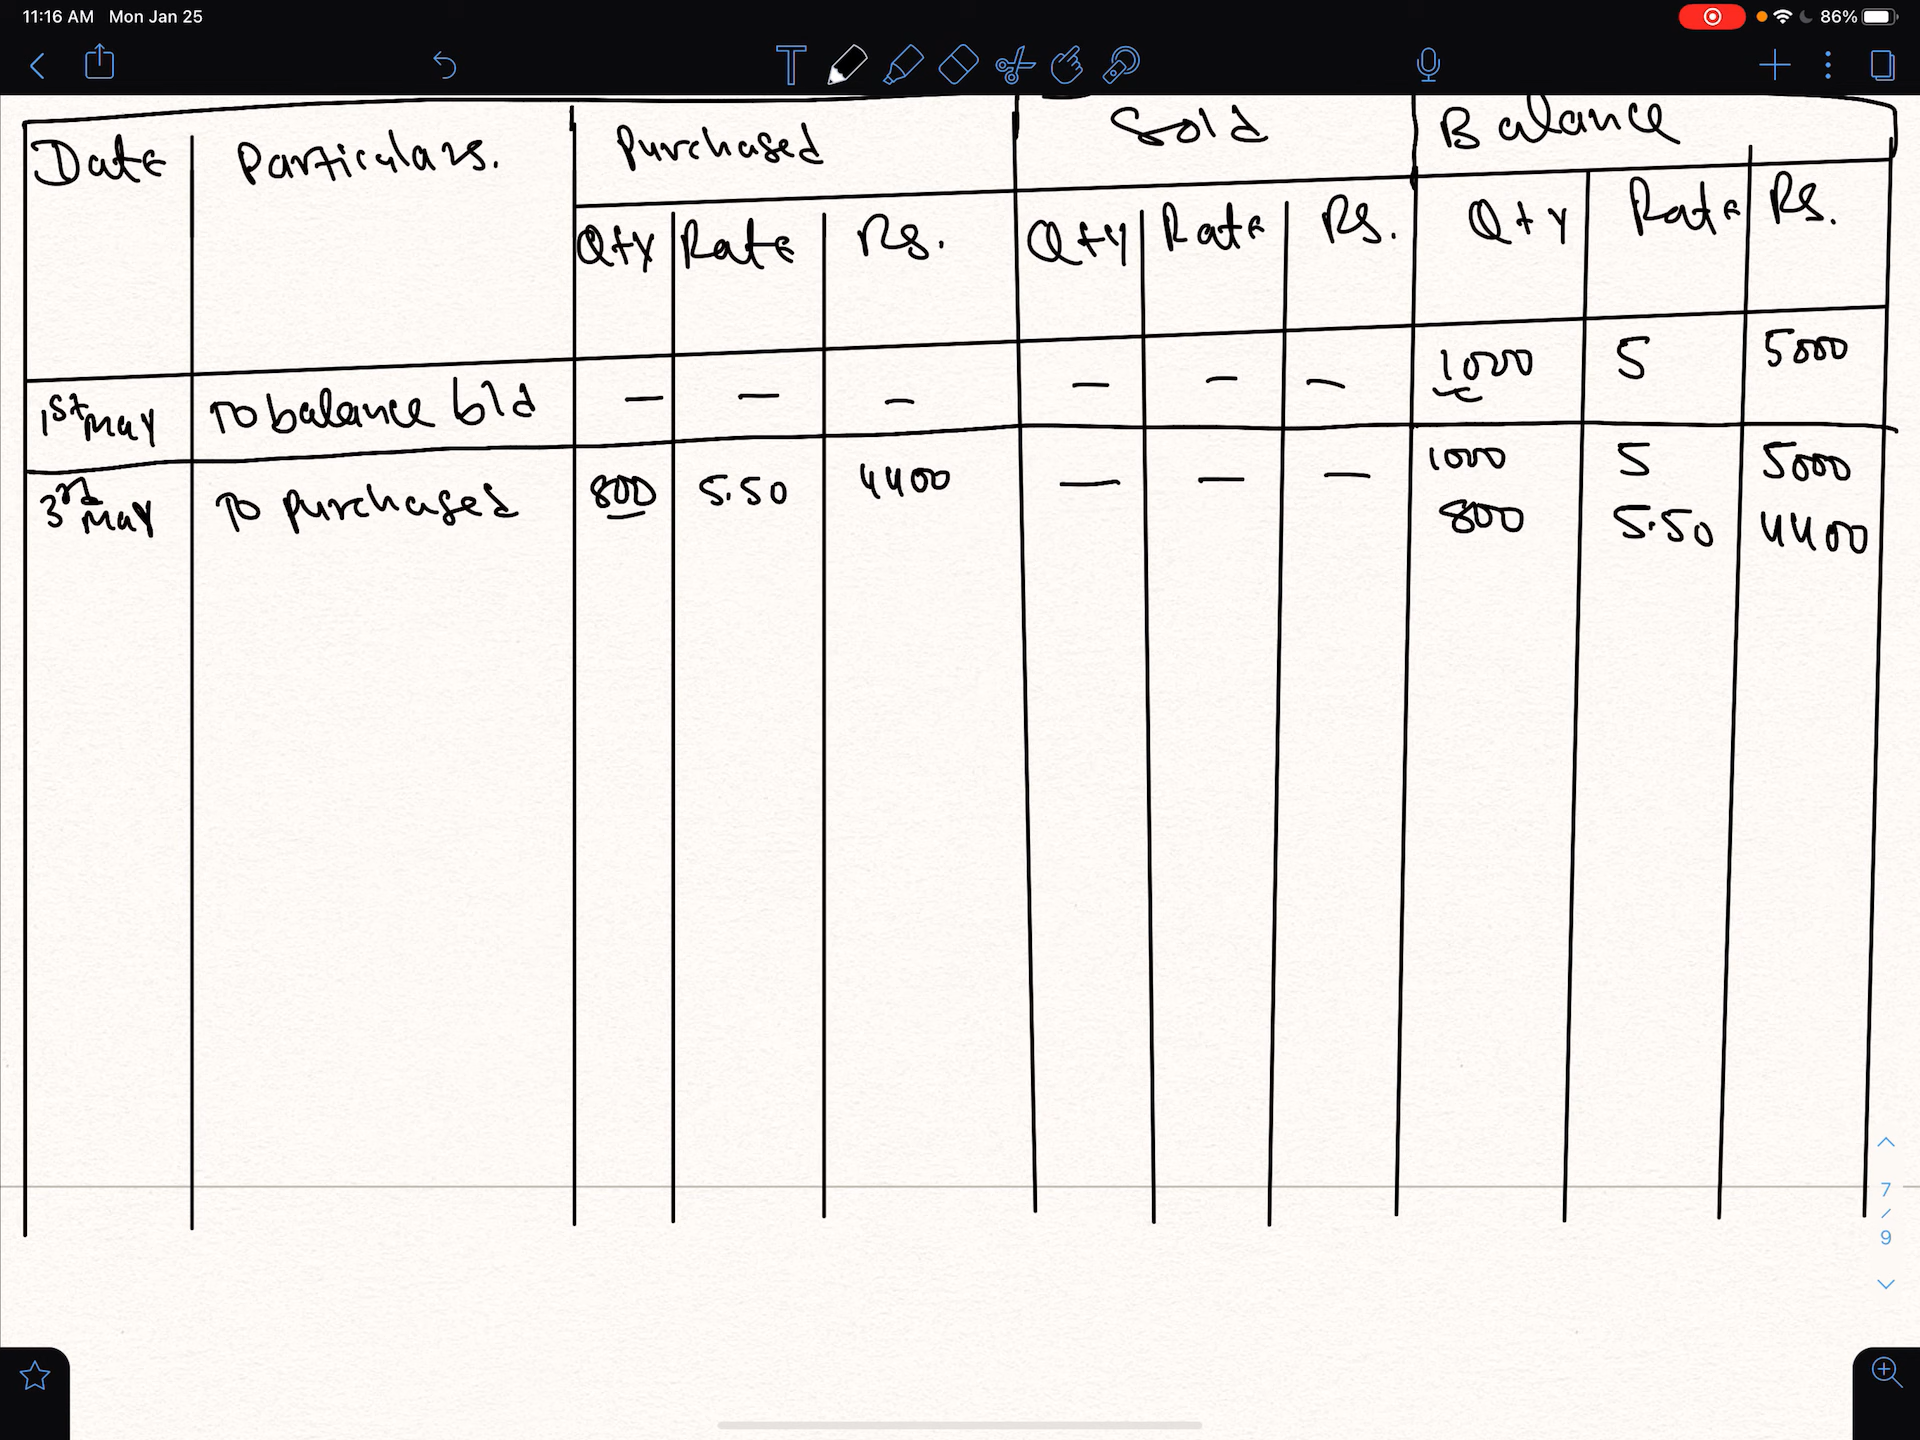 11:16 AM Mon Jan 25 86%
Date Particulars. Purchased Sold Balance
Qty Rate Rs. Qty Rate Rs. Qty Rate Rs.
1st May To balance b/d — — — — — — 1000 5 5000
3rd May To purchased 800 5.50 4400 — — — 1000 5 5000
800 5.50 4400
7
/
9